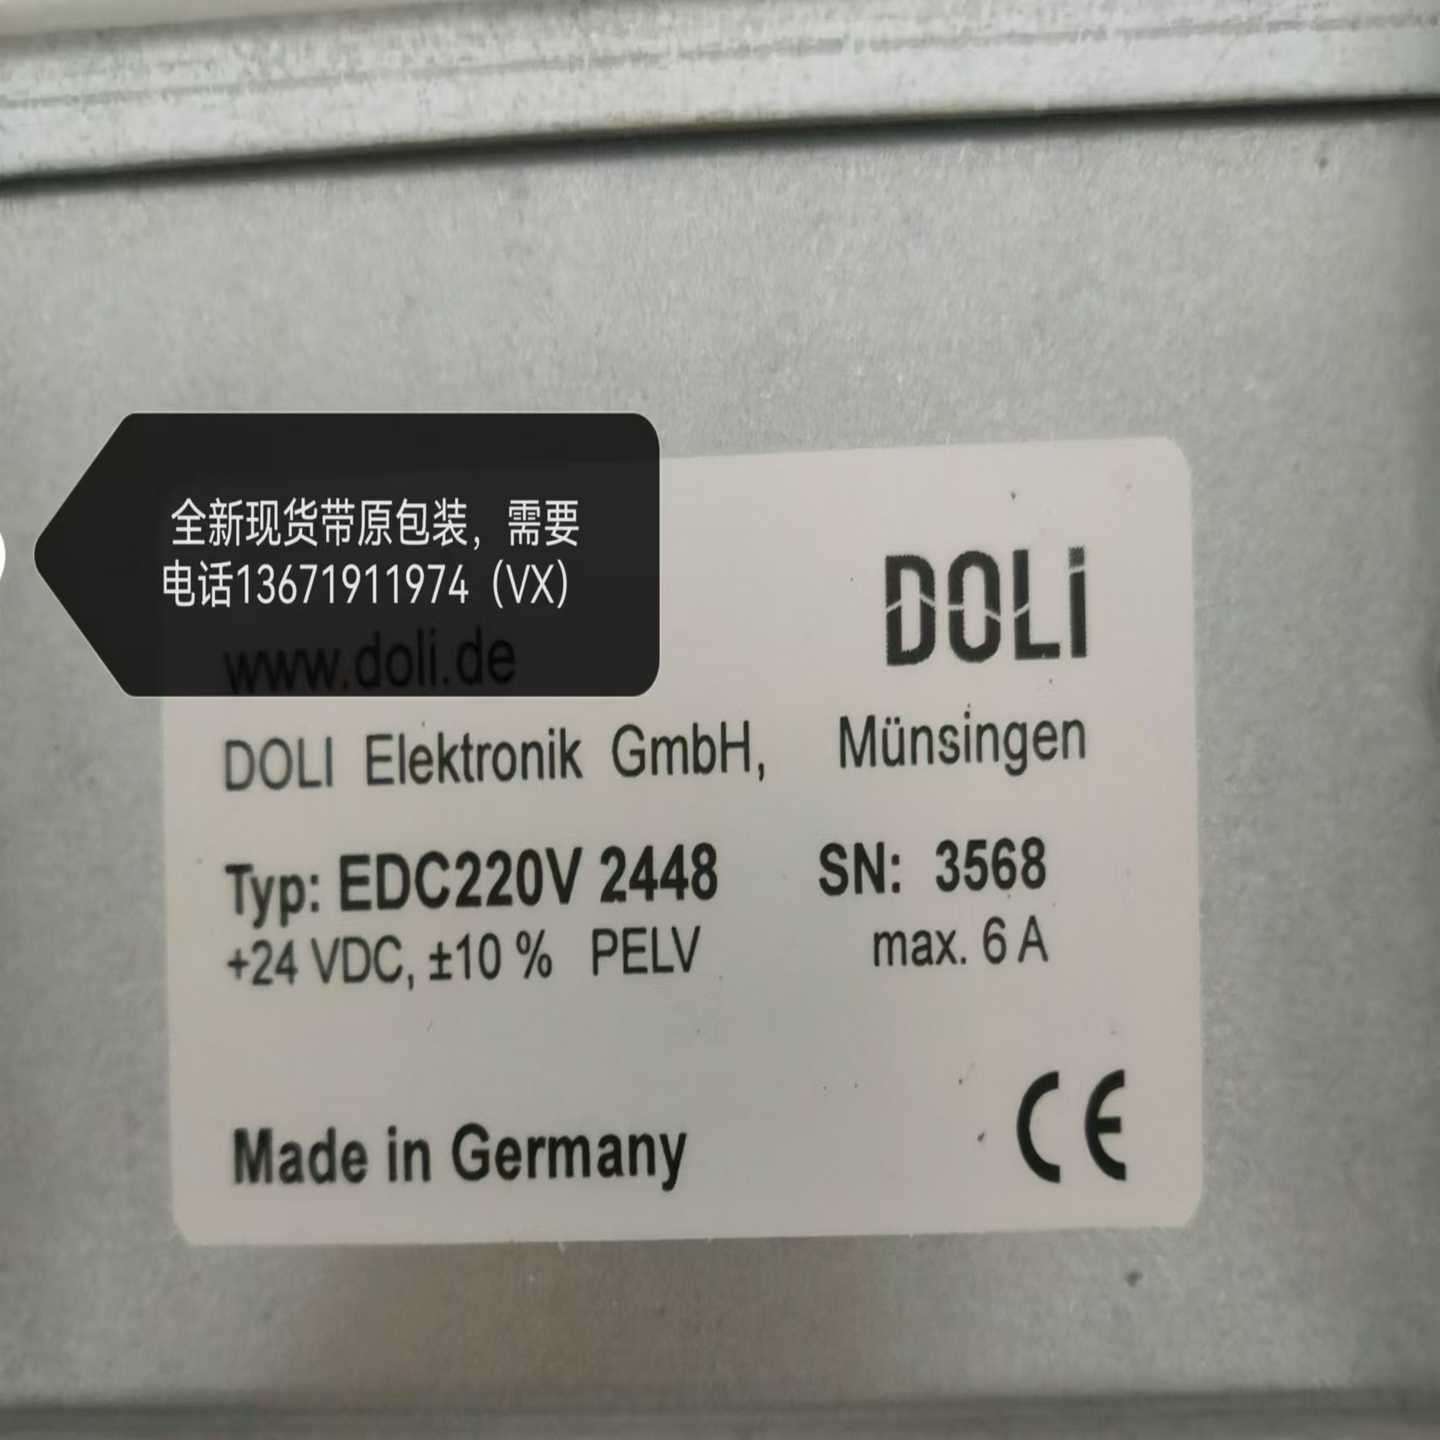 全新现货带原包装，需要
电话13671911974（VX）
www.doli.de
DOLI
DOLI Elektronik GmbH, Münsingen
Typ: EDC220V 2448 SN: 3568
+24 VDC, ±10 % PELV max. 6 A
Made in Germany CE